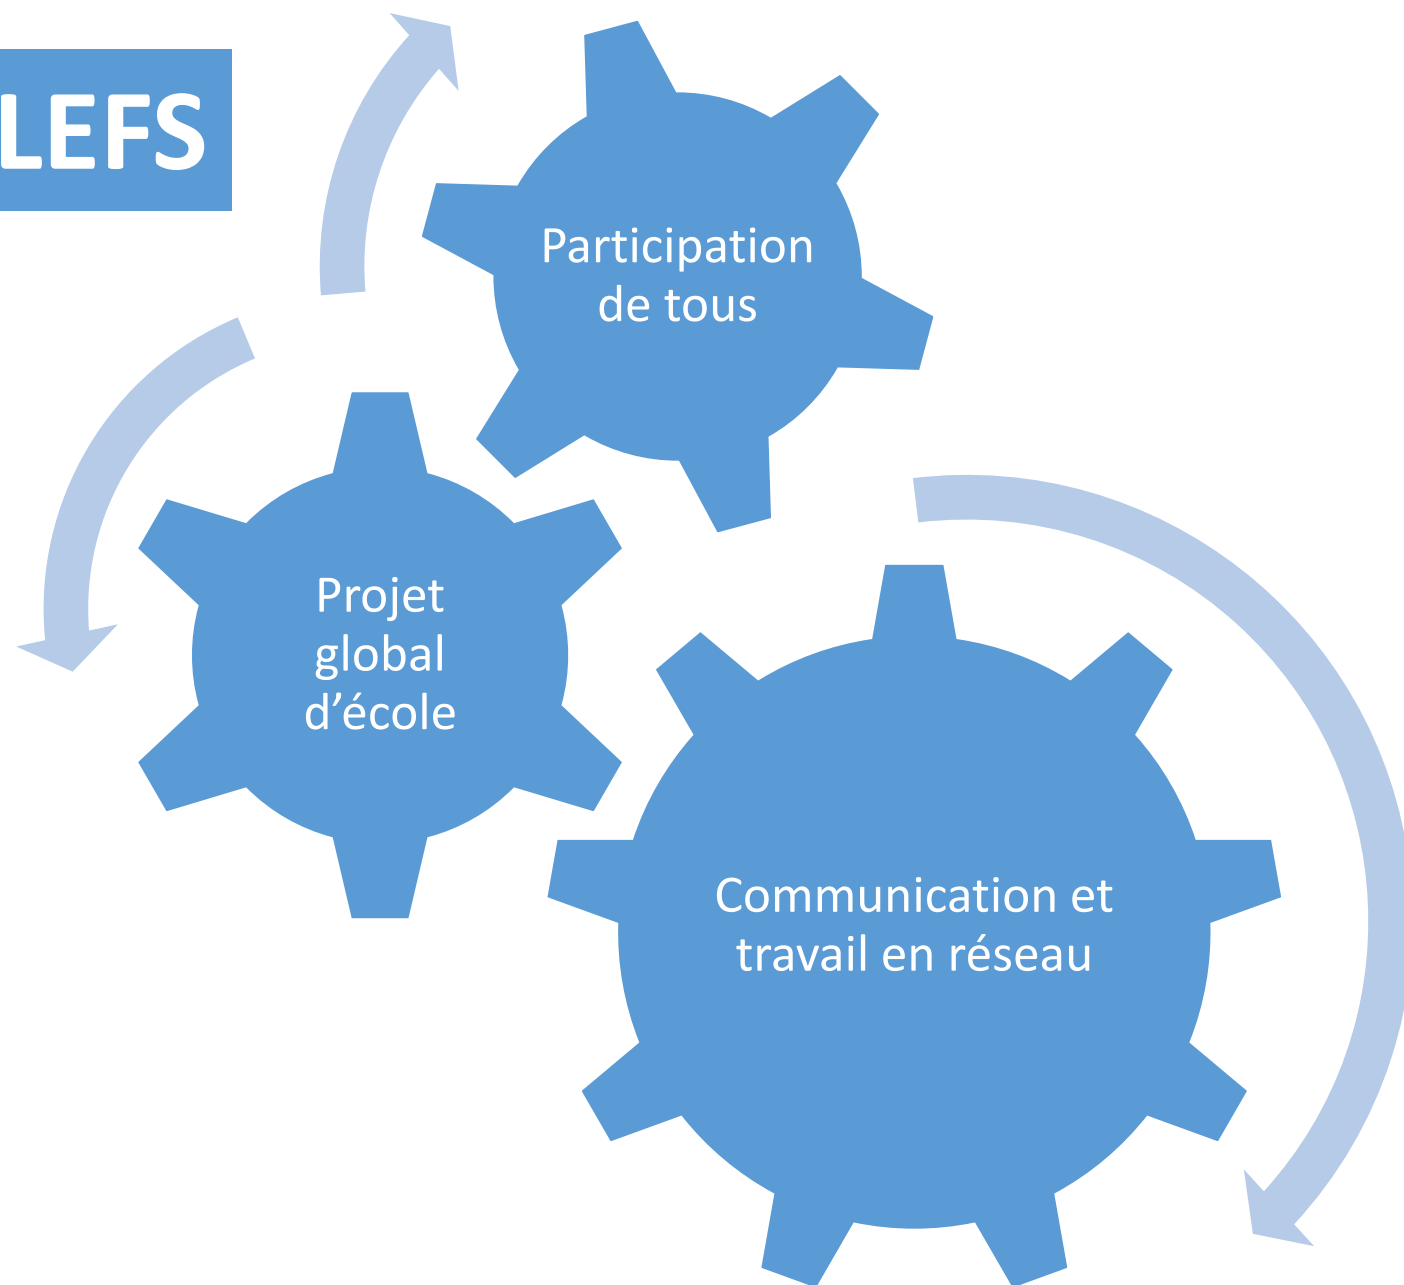 LEFS
Participation
de tous
Projet
global
d’école
Communication et
travail en réseau